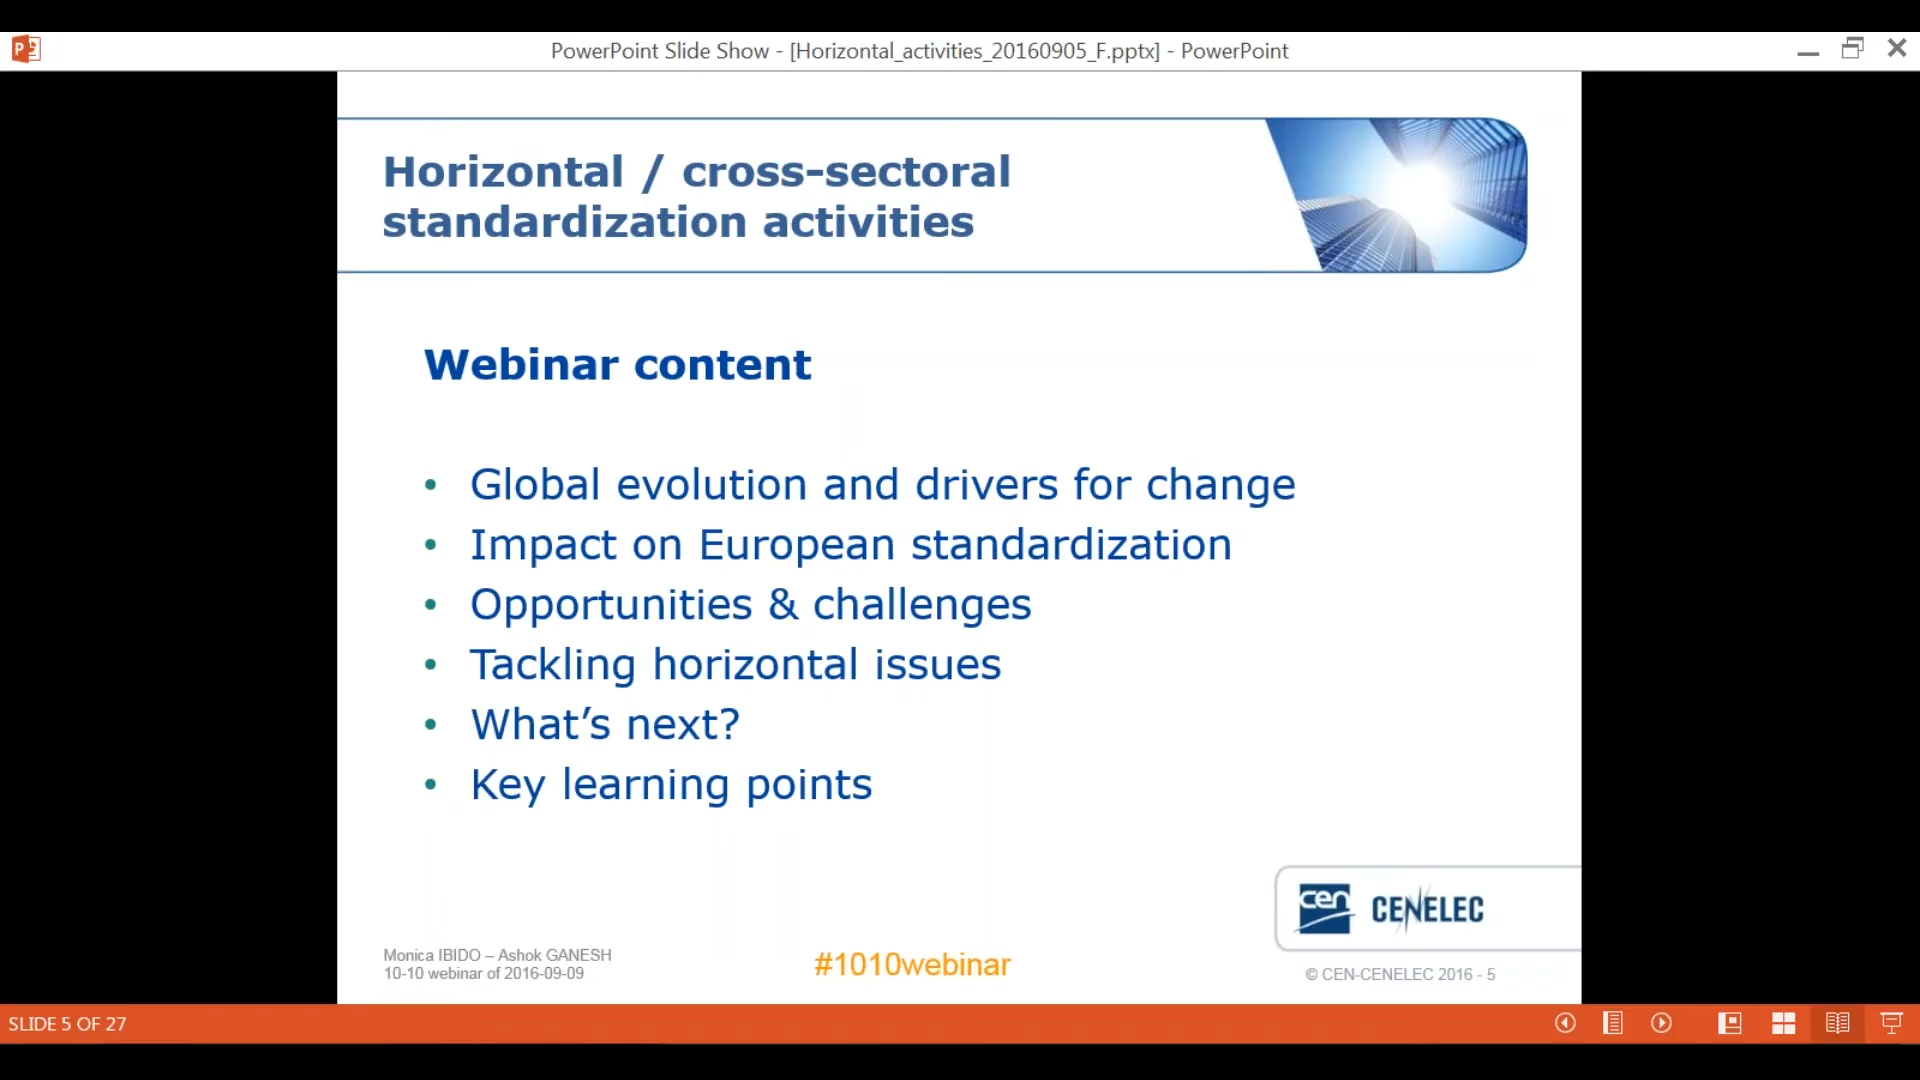 PowerPoint Slide Show - [Horizontal_activities_20160905_F.pptx] - PowerPoint
Horizontal / cross-sectoral
standardization activities
Webinar content
• Global evolution and drivers for change
• Impact on European standardization
• Opportunities & challenges
• Tackling horizontal issues
• What’s next?
• Key learning points
cen CENELEC
Monica IBIDO – Ashok GANESH
10-10 webinar of 2016-09-09
#1010webinar
© CEN-CENELEC 2016 - 5
SLIDE 5 OF 27